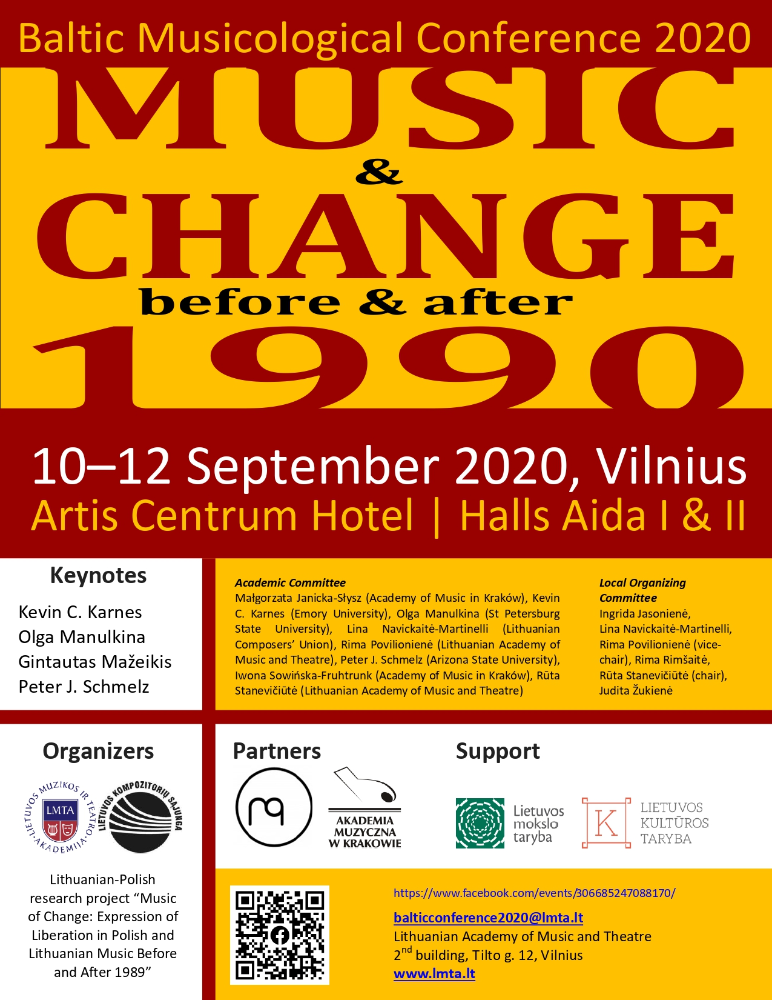 Baltic Musicological Conference 2020
MUSIC
&
CHANGE
before & after
1990
10–12 September 2020, Vilnius
Artis Centrum Hotel | Halls Aida I & II
Keynotes
Kevin C. Karnes
Olga Manulkina
Gintautas Mažeikis
Peter J. Schmelz
Academic Committee
Małgorzata Janicka-Słysz (Academy of Music in Kraków), Kevin
C. Karnes (Emory University), Olga Manulkina (St Petersburg
State University), Lina Navickaitė-Martinelli (Lithuanian
Composers’ Union), Rima Povilionienė (Lithuanian Academy of
Music and Theatre), Peter J. Schmelz (Arizona State University),
Iwona Sowińska-Fruhtrunk (Academy of Music in Kraków), Rūta
Stanevičiūtė (Lithuanian Academy of Music and Theatre)
Local Organizing
Committee
Ingrida Jasonienė,
Lina Navickaitė-Martinelli,
Rima Povilionienė (vice-
chair), Rima Rimšaitė,
Rūta Stanevičiūtė (chair),
Judita Žukienė
Organizers
LIETUVOS MUZIKOS IR TEATRO AKADEMIJA
LMTA
LIETUVOS KOMPOZITORIŲ SĄJUNGA
Lithuanian-Polish
research project “Music
of Change: Expression of
Liberation in Polish and
Lithuanian Music Before
and After 1989”
Partners
AKADEMIA
MUZYCZNA
W KRAKOWIE
Support
Lietuvos
mokslo
taryba
K
LIETUVOS
KULTŪROS
TARYBA
https://www.facebook.com/events/306685247088170/
balticconference2020@lmta.lt
Lithuanian Academy of Music and Theatre
2nd building, Tilto g. 12, Vilnius
www.lmta.lt